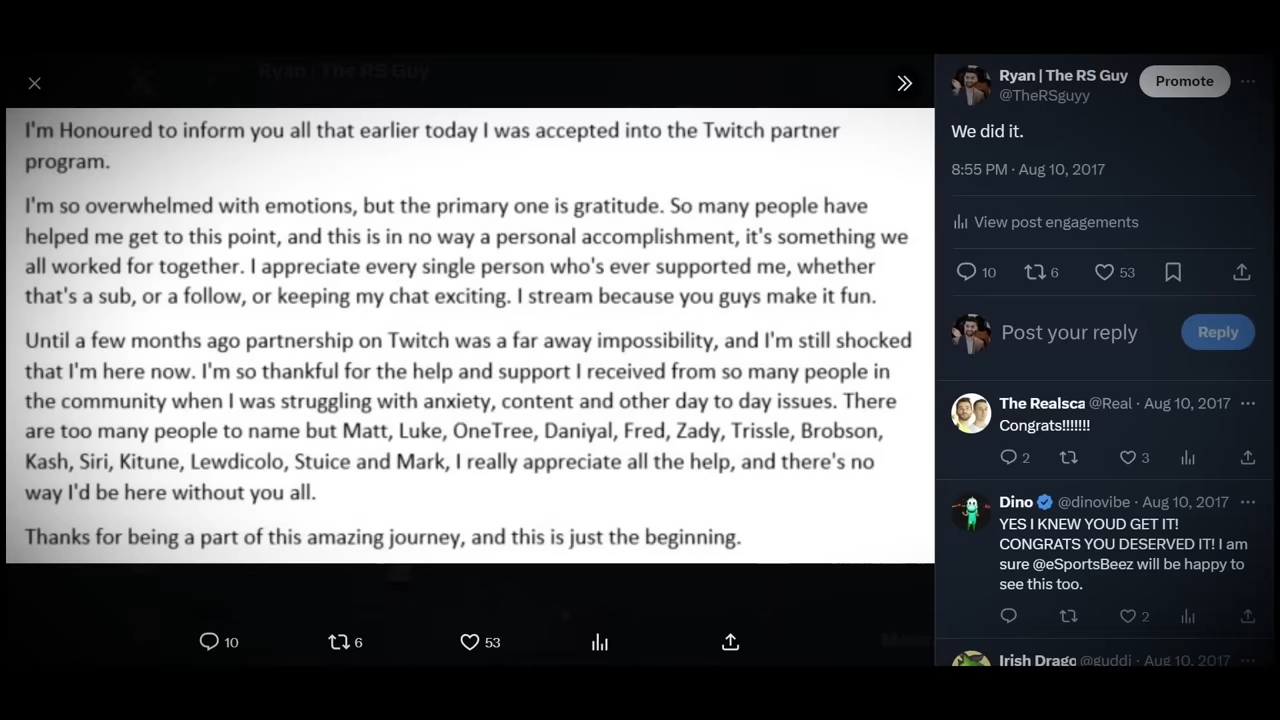 Ryan | The RS Guy
I'm Honoured to inform you all that earlier today I was accepted into the Twitch partner
program.
I'm so overwhelmed with emotions, but the primary one is gratitude. So many people have
helped me get to this point, and this is in no way a personal accomplishment, it's something we
all worked for together. I appreciate every single person who's ever supported me, whether
that's a sub, or a follow, or keeping my chat exciting. I stream because you guys make it fun.
Until a few months ago partnership on Twitch was a far away impossibility, and I'm still shocked
that I'm here now. I'm so thankful for the help and support I received from so many people in
the community when I was struggling with anxiety, content and other day to day issues. There
are too many people to name but Matt, Luke, OneTree, Daniyal, Fred, Zady, Trissle, Brobson,
Kash, Siri, Kitune, Lewdicolo, Stuice and Mark, I really appreciate all the help, and there's no
way I'd be here without you all.
Thanks for being a part of this amazing journey, and this is just the beginning.
10 6 53
Ryan | The RS Guy
Promote
@TheRSguyy
We did it.
8:55 PM · Aug 10, 2017
View post engagements
10 6 53
Post your reply
Reply
The Realsca @Real · Aug 10, 2017
Congrats!!!!!!!
2 3
Dino @dinovibe · Aug 10, 2017
YES I KNEW YOUD GET IT!
CONGRATS YOU DESERVED IT! I am
sure @eSportsBeez will be happy to
see this too.
2
Irish Drago @guddi · Aug 10, 2017